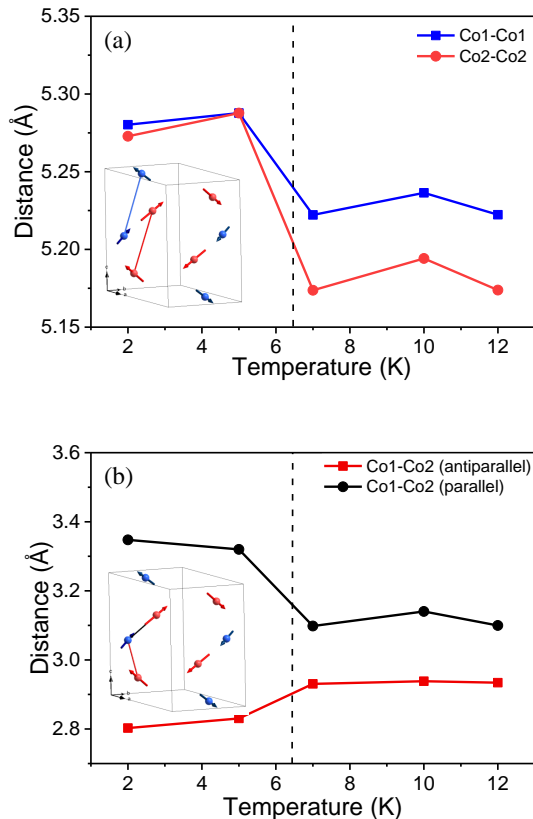 (a)
Co1-Co1
Co2-Co2
5.35
5.30
5.25
5.20
5.15
Distance (Å)
c
b
a
2
4
6
8
10
12
Temperature (K)
(b)
Co1-Co2 (antiparallel)
Co1-Co2 (parallel)
3.6
3.4
3.2
3.0
2.8
Distance (Å)
c
b
a
2
4
6
8
10
12
Temperature (K)